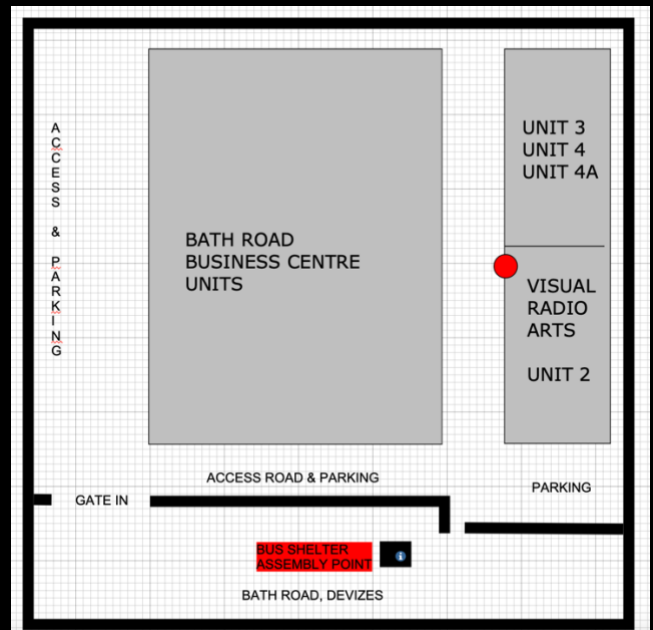 ACCESS & PARKING
UNIT 3
UNIT 4
UNIT 4A
BATH ROAD
BUSINESS CENTRE
UNITS
VISUAL
RADIO
ARTS
UNIT 2
ACCESS ROAD & PARKING
PARKING
GATE IN
BUS SHELTER
ASSEMBLY POINT
i
BATH ROAD, DEVIZES